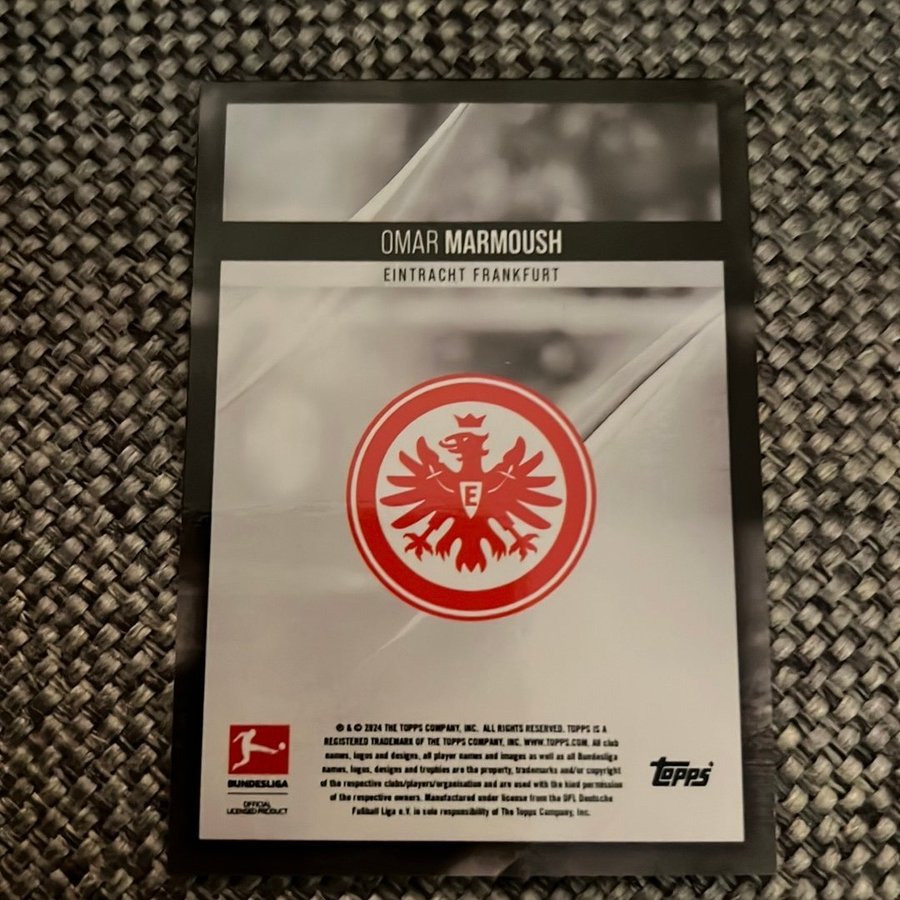 OMAR MARMOUSH
EINTRACHT FRANKFURT
E
® & © 2024 THE TOPPS COMPANY, INC. ALL RIGHTS RESERVED. TOPPS IS A
REGISTERED TRADEMARK OF THE TOPPS COMPANY, INC. WWW.TOPPS.COM. All club
names, logos and designs, all player names and images as well as all Bundesliga
names, logos, designs and trophies are the property, trademarks and/or copyright
of the respective clubs/players/organisation and are used with the kind permission
of the respective owners. Manufactured under license from the DFL Deutsche
Fußball Liga e.V. in sole responsibility of The Topps Company, Inc.
BUNDESLIGA
OFFICIAL
LICENSED PRODUCT
TOPPS®